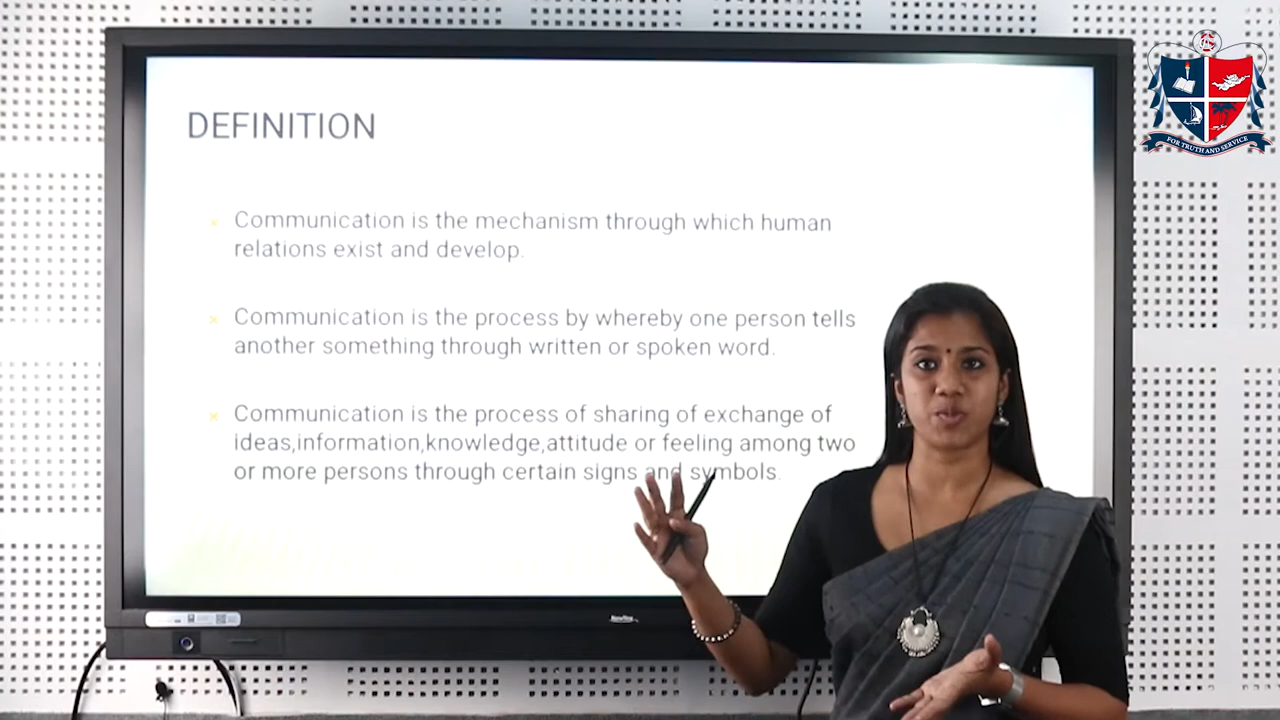 DEFINITION
Communication is the mechanism through which human
relations exist and develop.
Communication is the process by whereby one person tells
another something through written or spoken word.
Communication is the process of sharing of exchange of
ideas,information,knowledge,attitude or feeling among two
or more persons through certain signs and symbols.
FOR TRUTH AND SERVICE